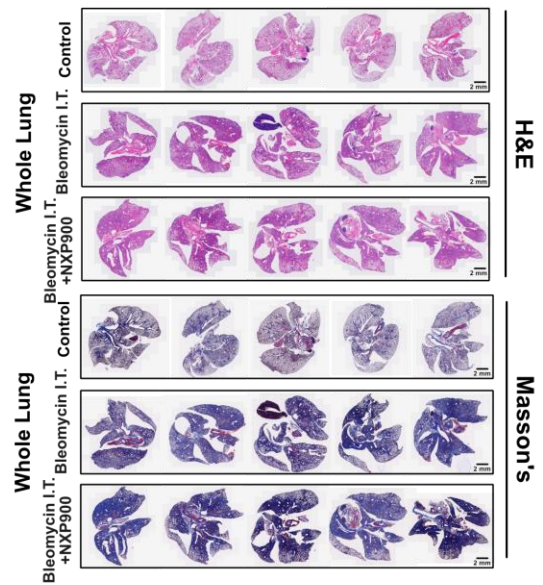 Whole Lung
Control
2 mm
Bleomycin I.T.
2 mm
Bleomycin I.T.
+NXP900
2 mm
H&E
Whole Lung
Control
2 mm
Bleomycin I.T.
2 mm
Bleomycin I.T.
+NXP900
2 mm
Masson's